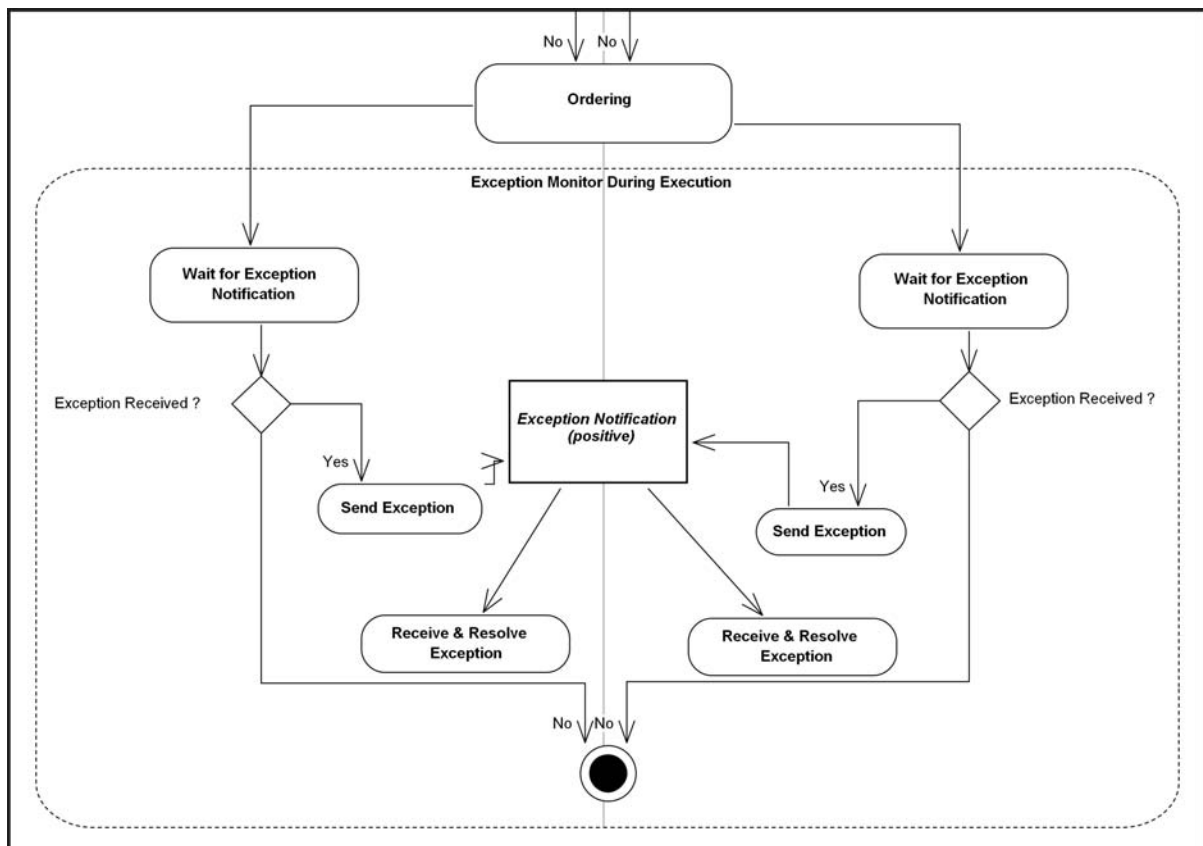 No No
Ordering
Exception Monitor During Execution
Wait for Exception
Notification
Wait for Exception
Notification
Exception Received ?
Exception Notification
(positive)
Exception Received ?
Yes
Send Exception
Yes
Send Exception
Receive & Resolve
Exception
Receive & Resolve
Exception
No No